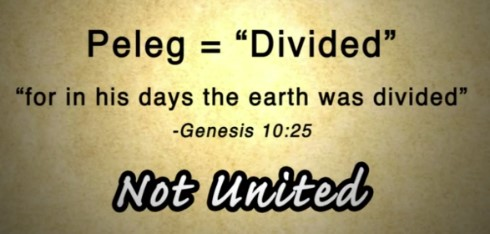 Peleg = “Divided”
“for in his days the earth was divided”
-Genesis 10:25
Not United